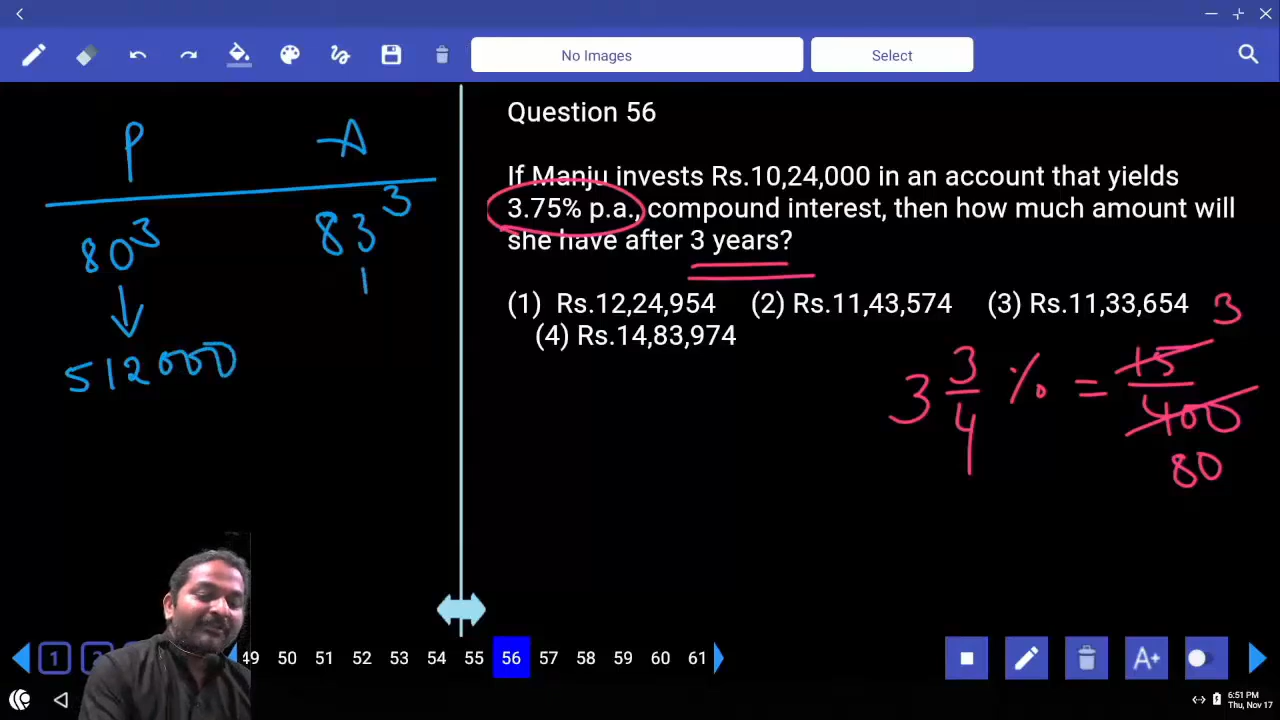 No Images
Select
P A
80³ 83³
512000
Question 56
If Manju invests Rs.10,24,000 in an account that yields
3.75% p.a., compound interest, then how much amount will
she have after 3 years?
(1) Rs.12,24,954 (2) Rs.11,43,574 (3) Rs.11,33,654
(4) Rs.14,83,974
3 3/4 % = 15/400
3
80
1
49 50 51 52 53 54 55 56 57 58 59 60 61
A+
6:51 PM
Thu, Nov 17